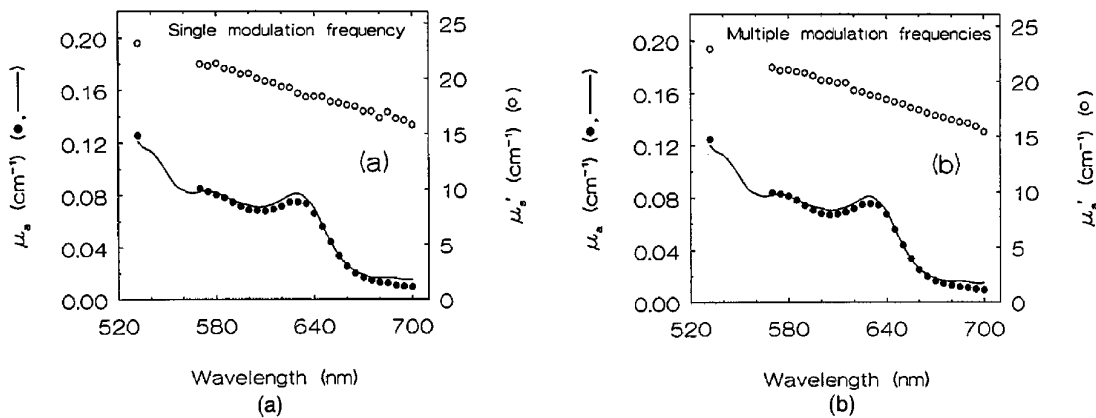 Single modulation frequency
(a)
0.20
0.16
0.12
0.08
0.04
0.00
μa (cm⁻¹) (●, —)
25
20
15
10
5
0
μs' (cm⁻¹) (o)
520 580 640 700
Wavelength (nm)
(a)
Multiple modulation frequencies
(b)
0.20
0.16
0.12
0.08
0.04
0.00
μa (cm⁻¹) (●, —)
25
20
15
10
5
0
μs' (cm⁻¹) (o)
520 580 640 700
Wavelength (nm)
(b)